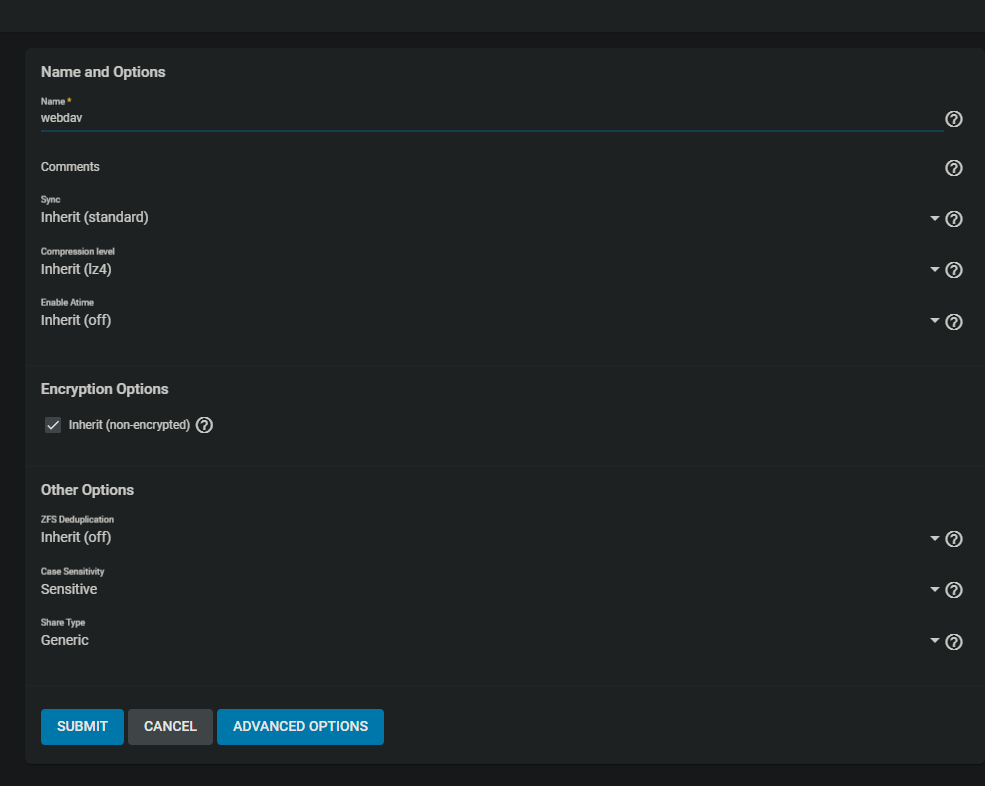 Name and Options
Name *
webdav
Comments
Sync
Inherit (standard)
Compression level
Inherit (lz4)
Enable Atime
Inherit (off)
Encryption Options
Inherit (non-encrypted)
Other Options
ZFS Deduplication
Inherit (off)
Case Sensitivity
Sensitive
Share Type
Generic
SUBMIT CANCEL ADVANCED OPTIONS